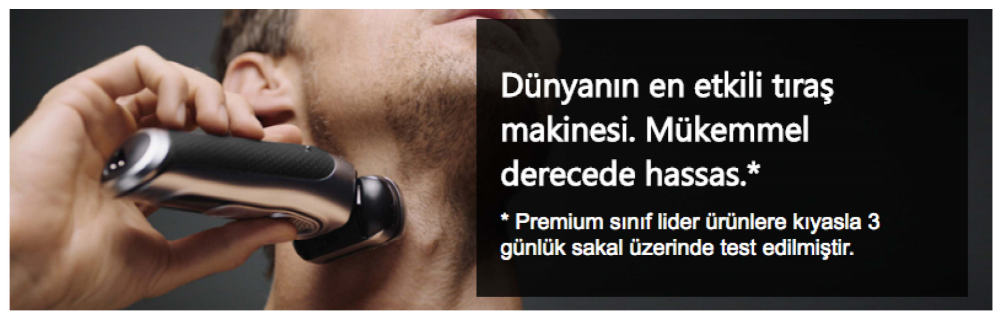 Dünyanın en etkili tıraş
makinesi. Mükemmel
derecede hassas.*
* Premium sınıf lider ürünlere kıyasla 3
günlük sakal üzerinde test edilmiştir.